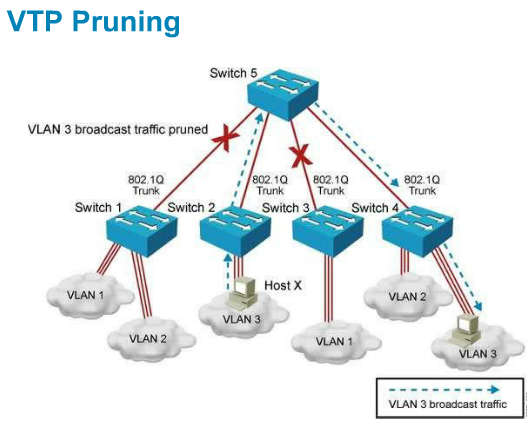 VTP Pruning
Switch 5
VLAN 3 broadcast traffic pruned
802.1Q
Trunk
802.1Q
Trunk
802.1Q
Trunk
802.1Q
Trunk
Switch 1
Switch 2
Switch 3
Switch 4
Host X
VLAN 1
VLAN 2
VLAN 3
VLAN 1
VLAN 2
VLAN 3
VLAN 3 broadcast traffic